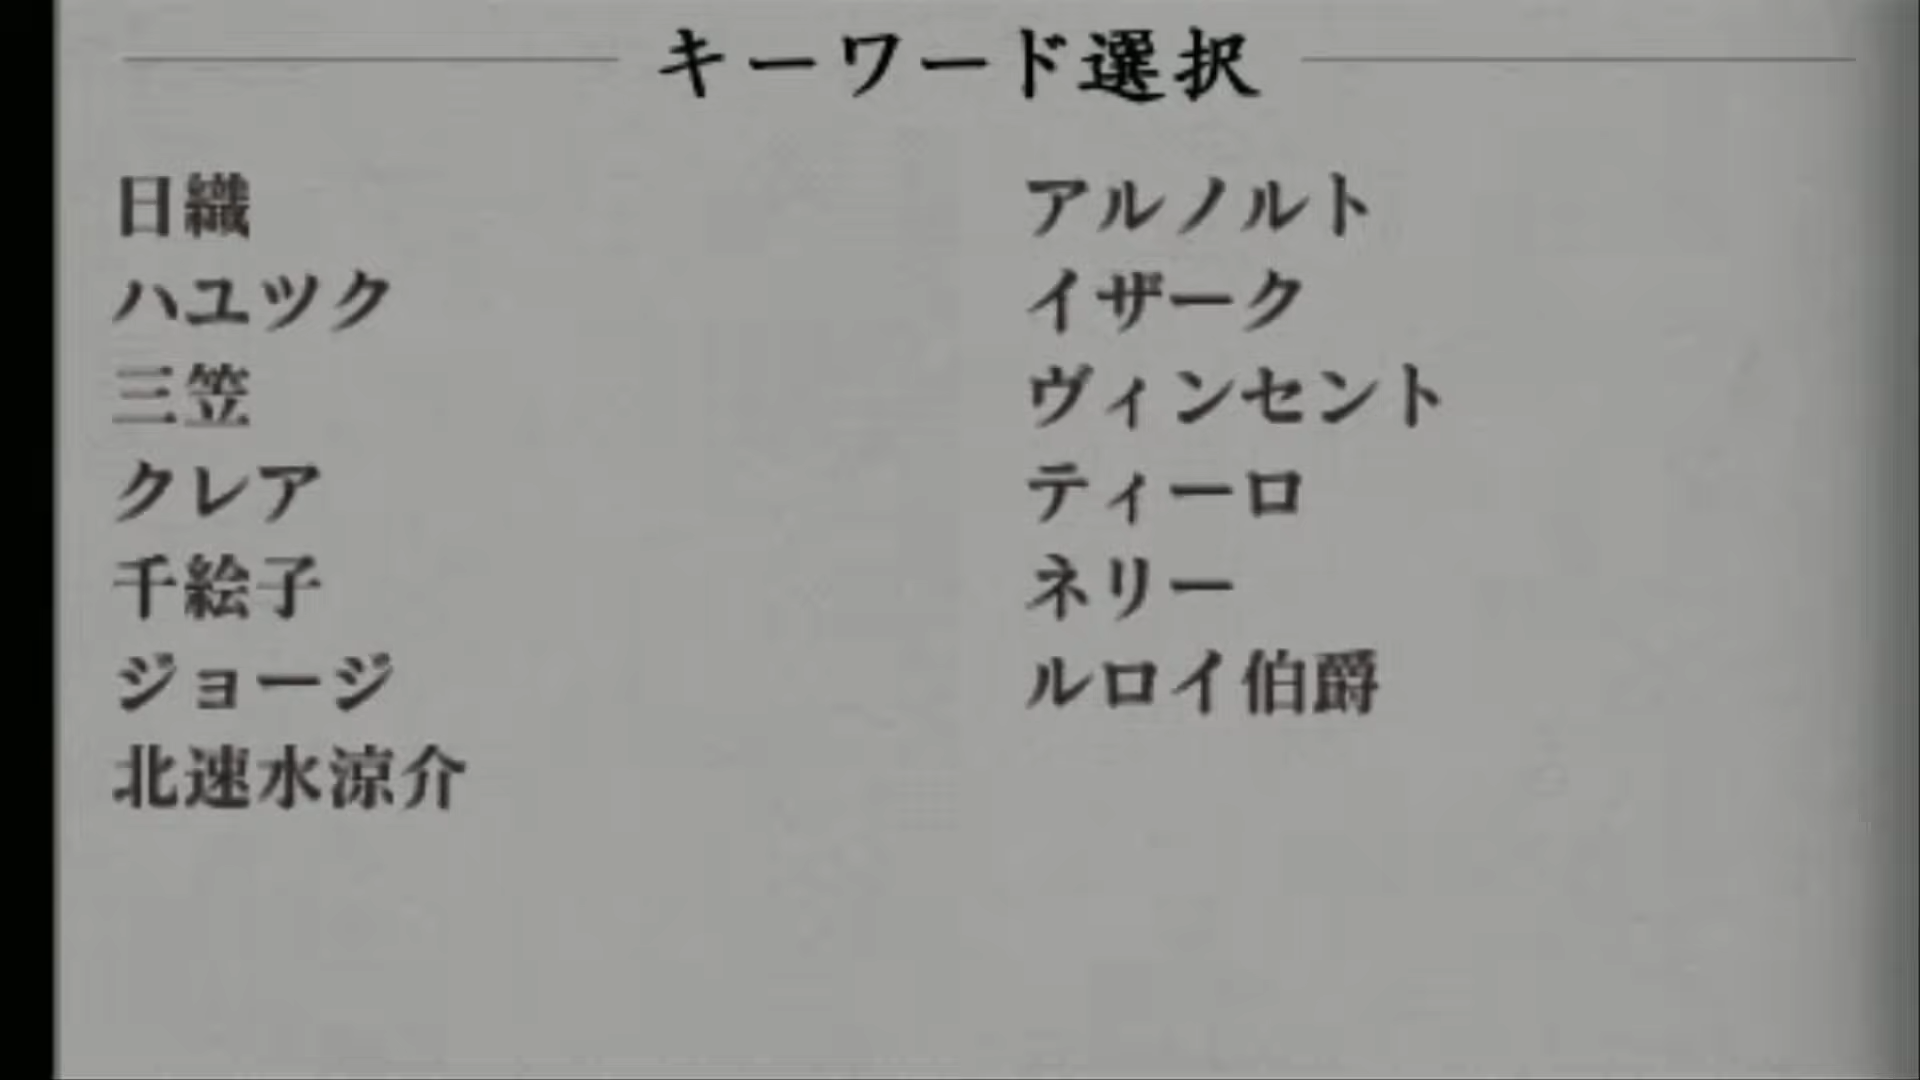 キーワード選択
日織
ハユツク
三笠
クレア
千絵子
ジョージ
北速水涼介
アルノルト
イザーク
ヴィンセント
ティーロ
ネリー
ルロイ伯爵